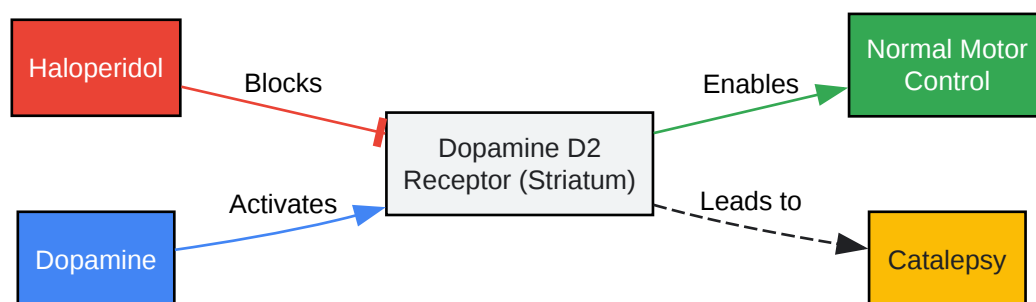 Haloperidol
Blocks
Dopamine
Activates
Dopamine D2
Receptor (Striatum)
Enables
Normal Motor
Control
Leads to
Catalepsy